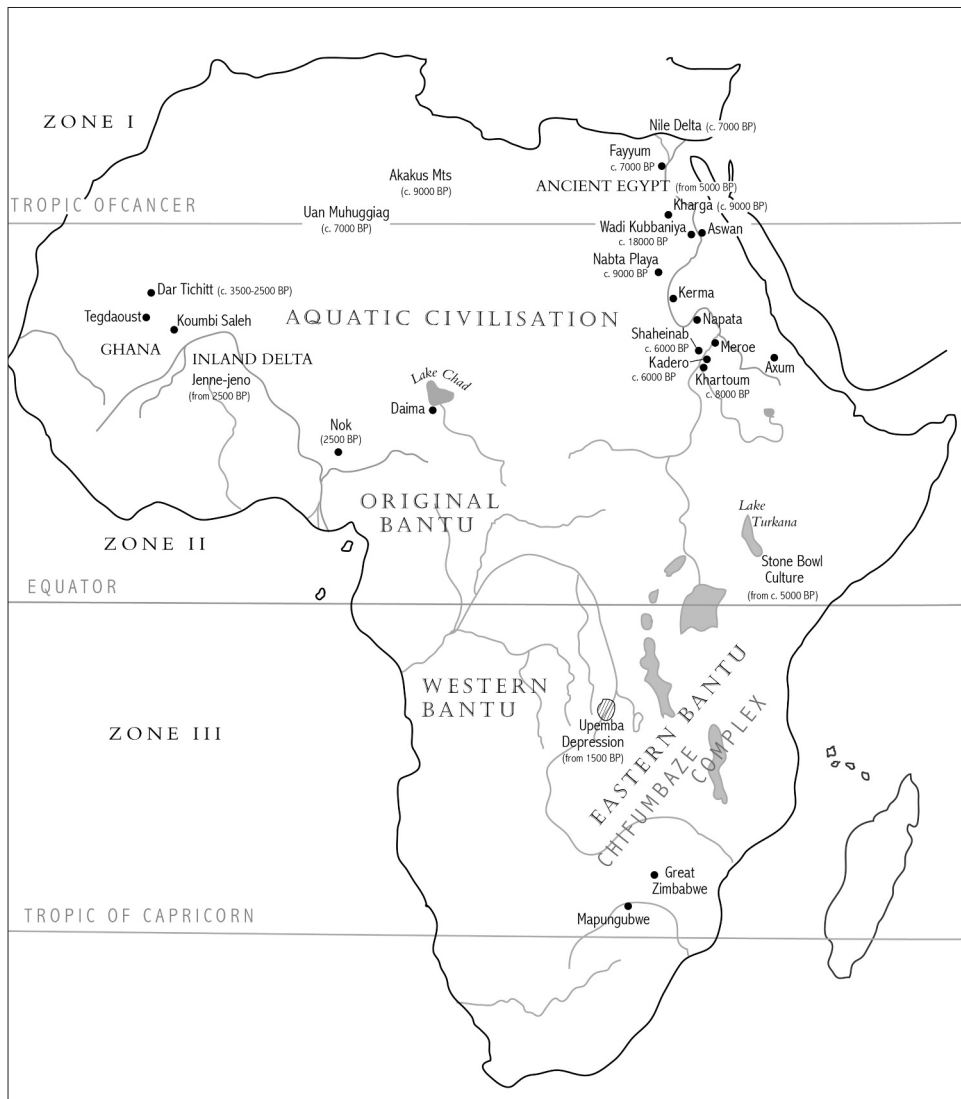 ZONE I
Nile Delta (c. 7000 BP)
Fayyum
c. 7000 BP
Akakus Mts
(c. 9000 BP)
ANCIENT EGYPT (from 5000 BP)
TROPIC OFCANCER
Uan Muhuggiag
(c. 7000 BP)
Kharga (c. 9000 BP)
Wadi Kubbaniya
c. 18000 BP
Aswan
Nabta Playa
c. 9000 BP
Dar Tichitt (c. 3500-2500 BP)
Kerma
Tegdaoust
Koumbi Saleh
AQUATIC CIVILISATION
Napata
GHANA
INLAND DELTA
Jenne-jeno
(from 2500 BP)
Shaheinab
c. 6000 BP
Meroe
Kadero
c. 6000 BP
Axum
Khartoum
c. 8000 BP
Lake Chad
Daima
Nok
(2500 BP)
ORIGINAL
BANTU
Lake
Turkana
ZONE II
Stone Bowl
Culture
(from c. 5000 BP)
EQUATOR
WESTERN
BANTU
EASTERN BANTU
ZONE III
Upemba
Depression
(from 1500 BP)
CHIFUMBAZE COMPLEX
Great
Zimbabwe
Mapungubwe
TROPIC OF CAPRICORN